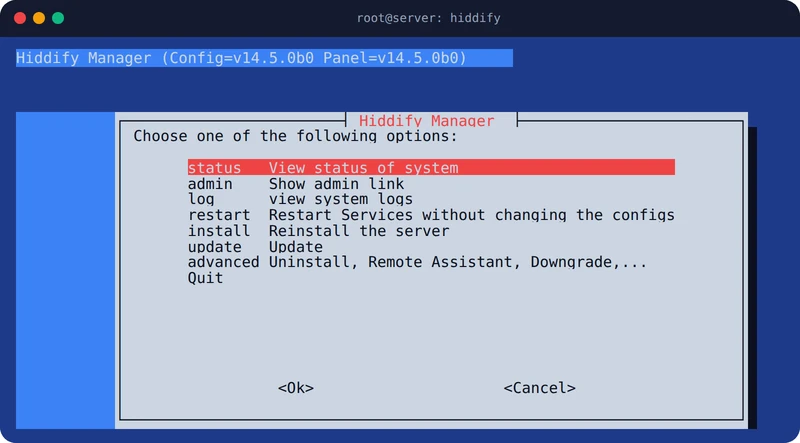 root@server: hiddify
Hiddify Manager (Config=v14.5.0b0 Panel=v14.5.0b0)
Hiddify Manager
Choose one of the following options:
status View status of system
admin Show admin link
log view system logs
restart Restart Services without changing the configs
install Reinstall the server
update Update
advanced Uninstall, Remote Assistant, Downgrade,...
Quit
<Ok> <Cancel>